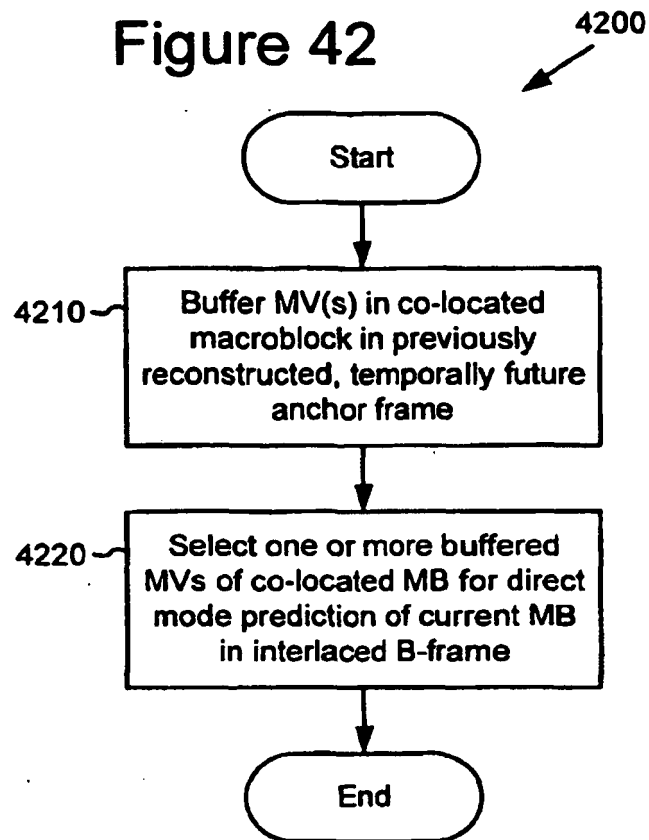 Figure 42
4200
Start
4210
Buffer MV(s) in co-located
macroblock in previously
reconstructed, temporally future
anchor frame
4220
Select one or more buffered
MVs of co-located MB for direct
mode prediction of current MB
in interlaced B-frame
End